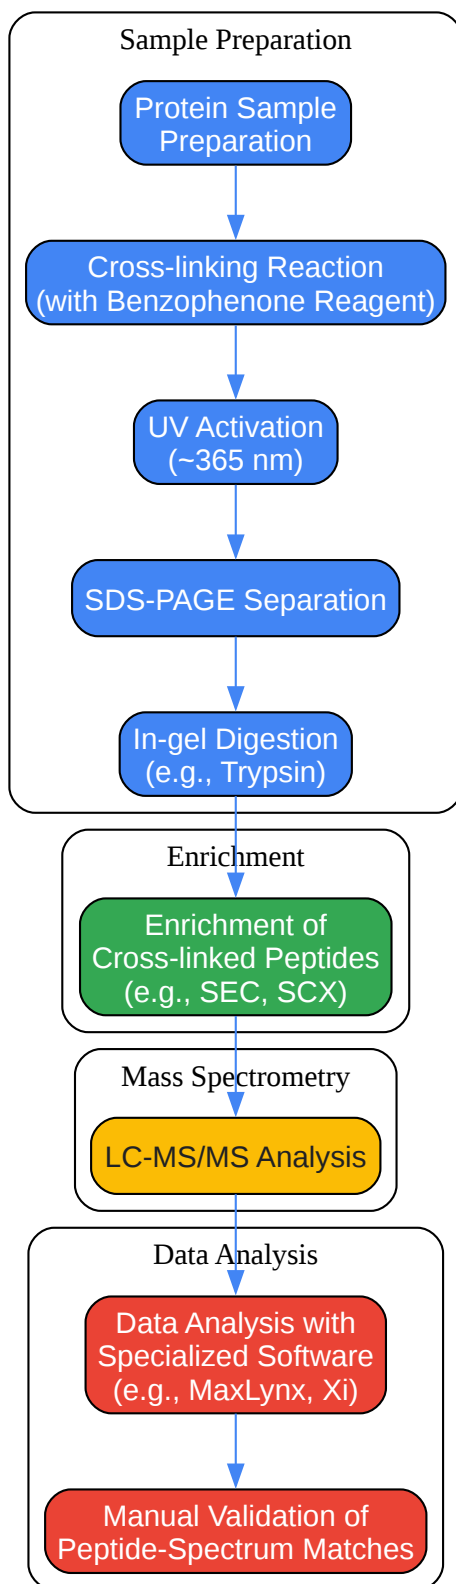 Sample Preparation
Protein Sample
Preparation
Cross-linking Reaction
(with Benzophenone Reagent)
UV Activation
(~365 nm)
SDS-PAGE Separation
In-gel Digestion
(e.g., Trypsin)
Enrichment
Enrichment of
Cross-linked Peptides
(e.g., SEC, SCX)
Mass Spectrometry
LC-MS/MS Analysis
Data Analysis
Data Analysis with
Specialized Software
(e.g., MaxLynx, Xi)
Manual Validation of
Peptide-Spectrum Matches